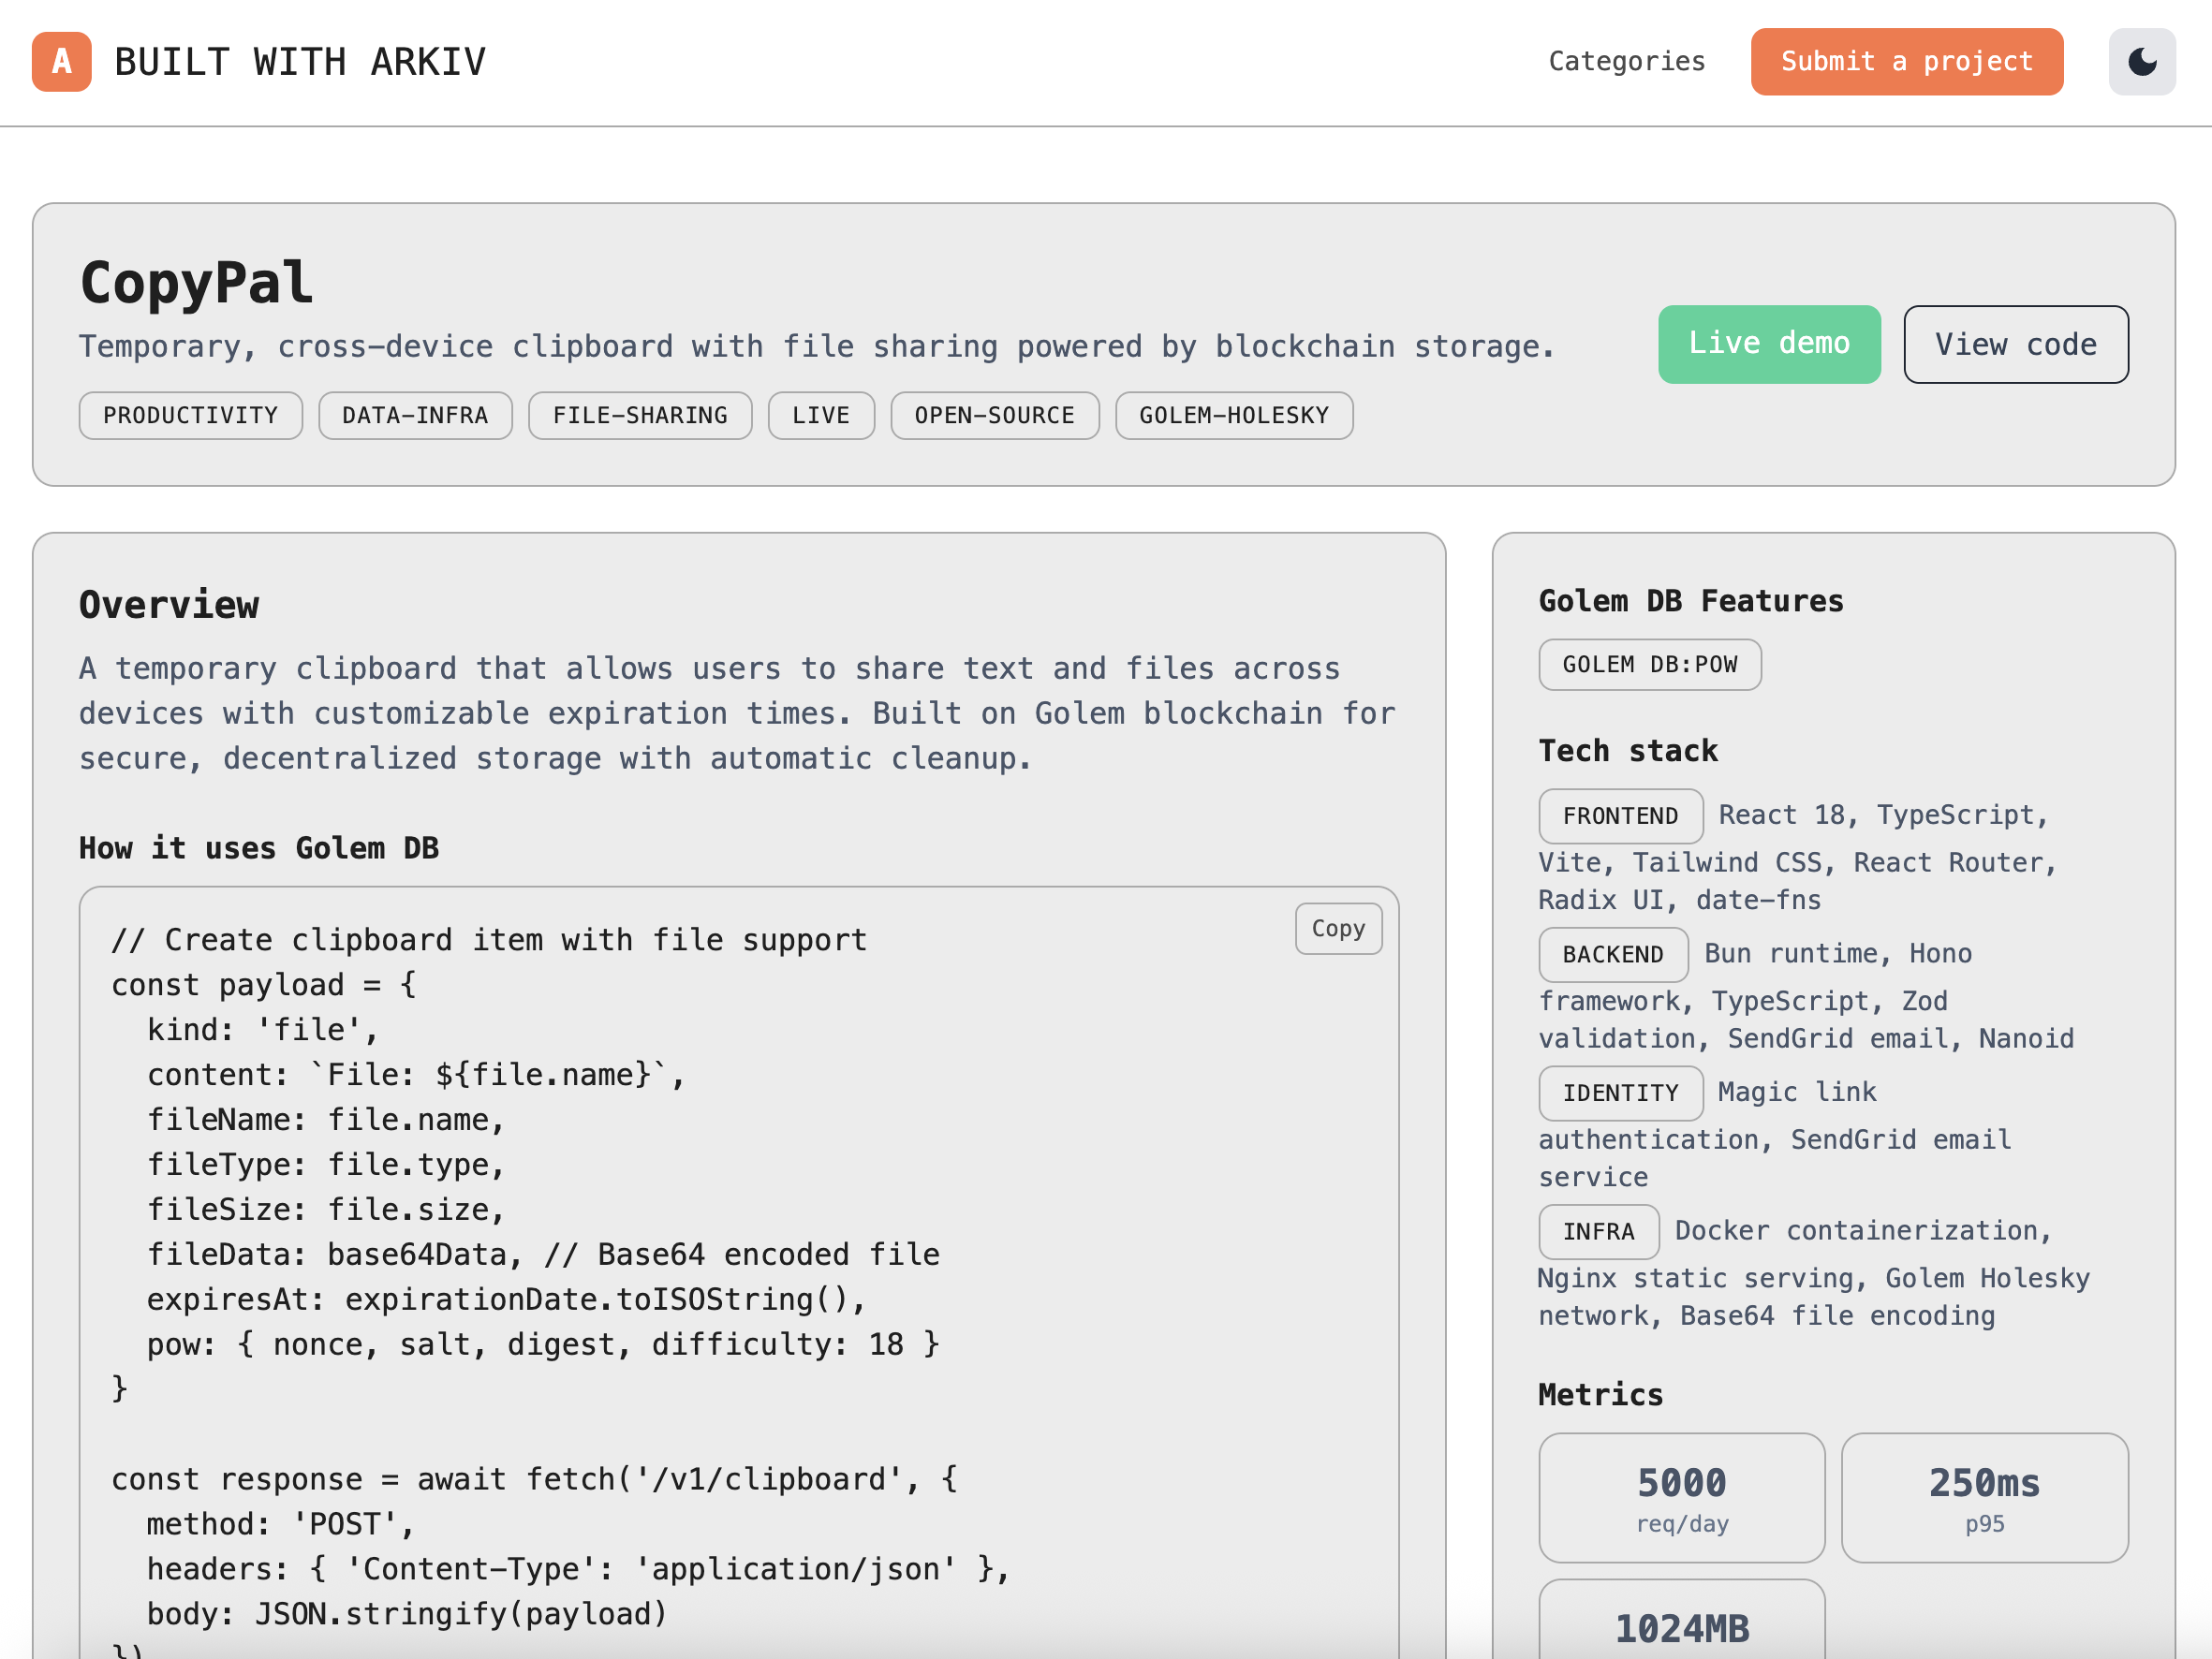 A BUILT WITH ARKIV
Categories
Submit a project
CopyPal
Temporary, cross-device clipboard with file sharing powered by blockchain storage.
PRODUCTIVITY DATA-INFRA FILE-SHARING LIVE OPEN-SOURCE GOLEM-HOLESKY
Live demo
View code
Overview
A temporary clipboard that allows users to share text and files across
devices with customizable expiration times. Built on Golem blockchain for
secure, decentralized storage with automatic cleanup.
How it uses Golem DB
Copy
// Create clipboard item with file support
const payload = {
  kind: 'file',
  content: `File: ${file.name}`,
  fileName: file.name,
  fileType: file.type,
  fileSize: file.size,
  fileData: base64Data, // Base64 encoded file
  expiresAt: expirationDate.toISOString(),
  pow: { nonce, salt, digest, difficulty: 18 }
}
const response = await fetch('/v1/clipboard', {
  method: 'POST',
  headers: { 'Content-Type': 'application/json' },
  body: JSON.stringify(payload)
})
Golem DB Features
GOLEM DB:POW
Tech stack
FRONTEND React 18, TypeScript,
Vite, Tailwind CSS, React Router,
Radix UI, date-fns
BACKEND Bun runtime, Hono
framework, TypeScript, Zod
validation, SendGrid email, Nanoid
IDENTITY Magic link
authentication, SendGrid email
service
INFRA Docker containerization,
Nginx static serving, Golem Holesky
network, Base64 file encoding
Metrics
5000
req/day
250ms
p95
1024MB